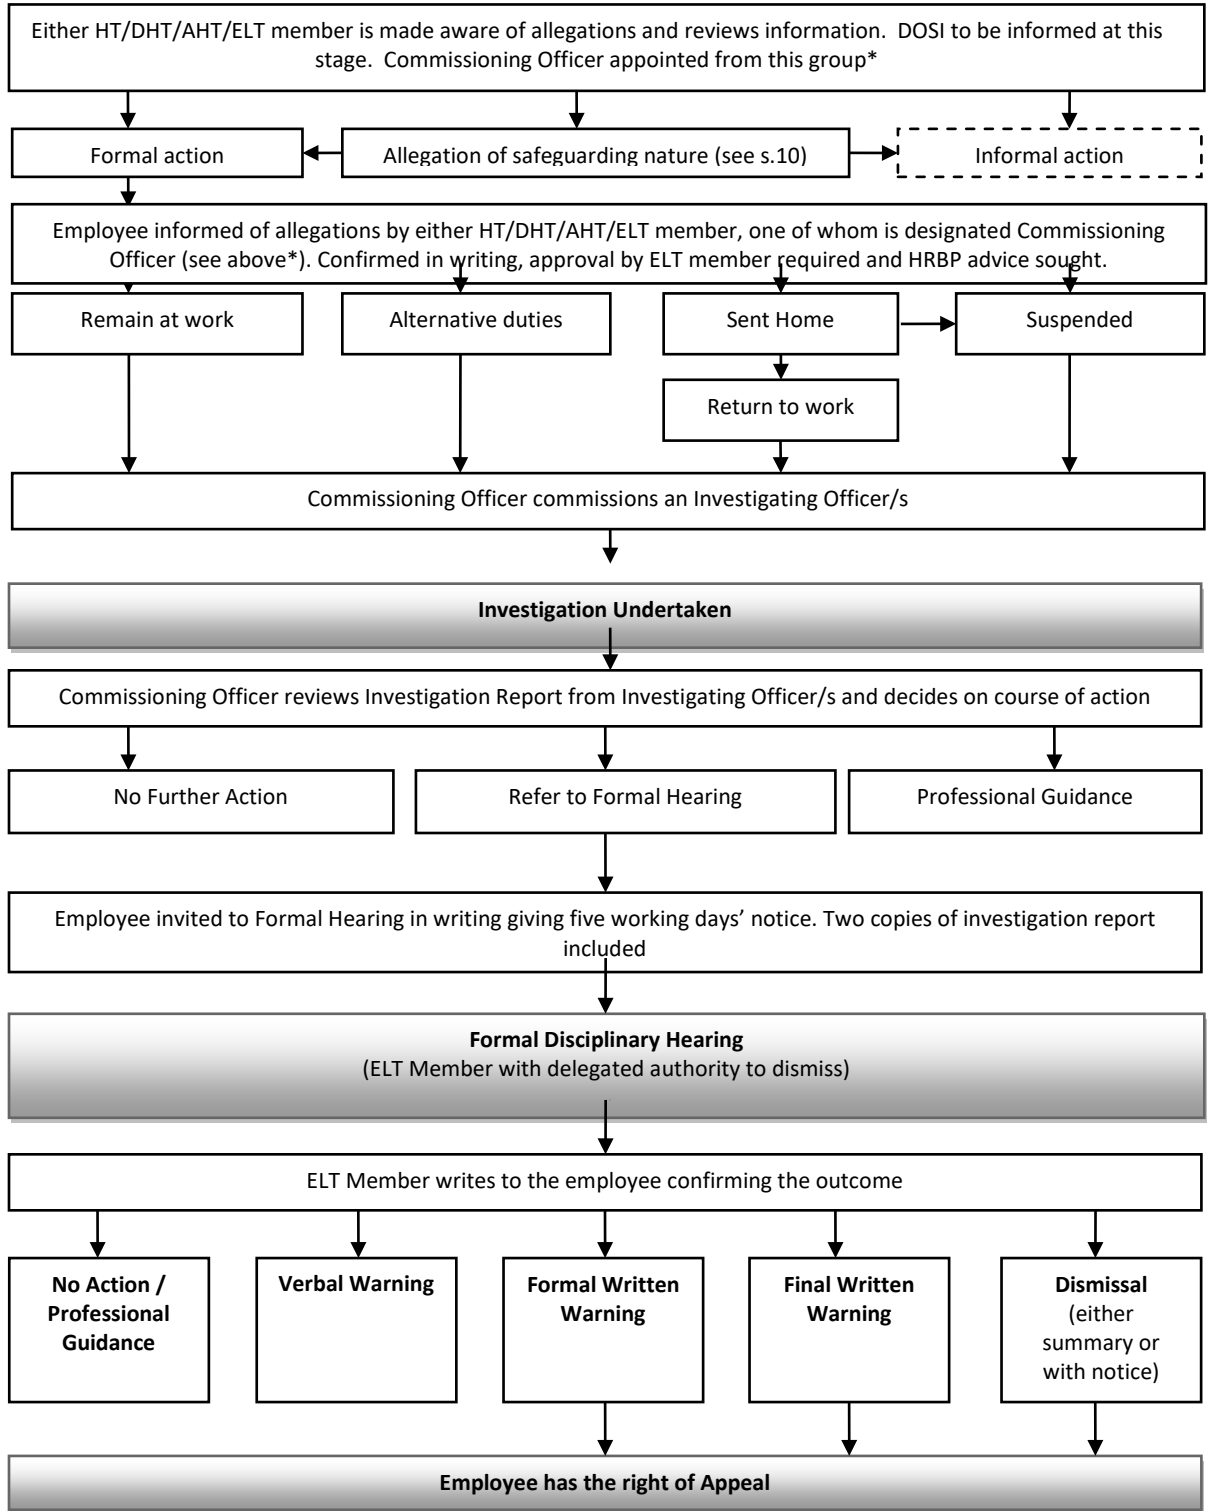 Either HT/DHT/AHT/ELT member is made aware of allegations and reviews information.  DOSI to be informed at this
stage.  Commissioning Officer appointed from this group*
Formal action
Allegation of safeguarding nature (see s.10)
Informal action
Employee informed of allegations by either HT/DHT/AHT/ELT member, one of whom is designated Commissioning
Officer (see above*). Confirmed in writing, approval by ELT member required and HRBP advice sought.
Remain at work
Alternative duties
Sent Home
Suspended
Return to work
Commissioning Officer commissions an Investigating Officer/s
Investigation Undertaken
Commissioning Officer reviews Investigation Report from Investigating Officer/s and decides on course of action
No Further Action
Refer to Formal Hearing
Professional Guidance
Employee invited to Formal Hearing in writing giving five working days’ notice. Two copies of investigation report
included
Formal Disciplinary Hearing
(ELT Member with delegated authority to dismiss)
ELT Member writes to the employee confirming the outcome
No Action /
Professional
Guidance
Verbal Warning
Formal Written
Warning
Final Written
Warning
Dismissal
(either
summary or
with notice)
Employee has the right of Appeal